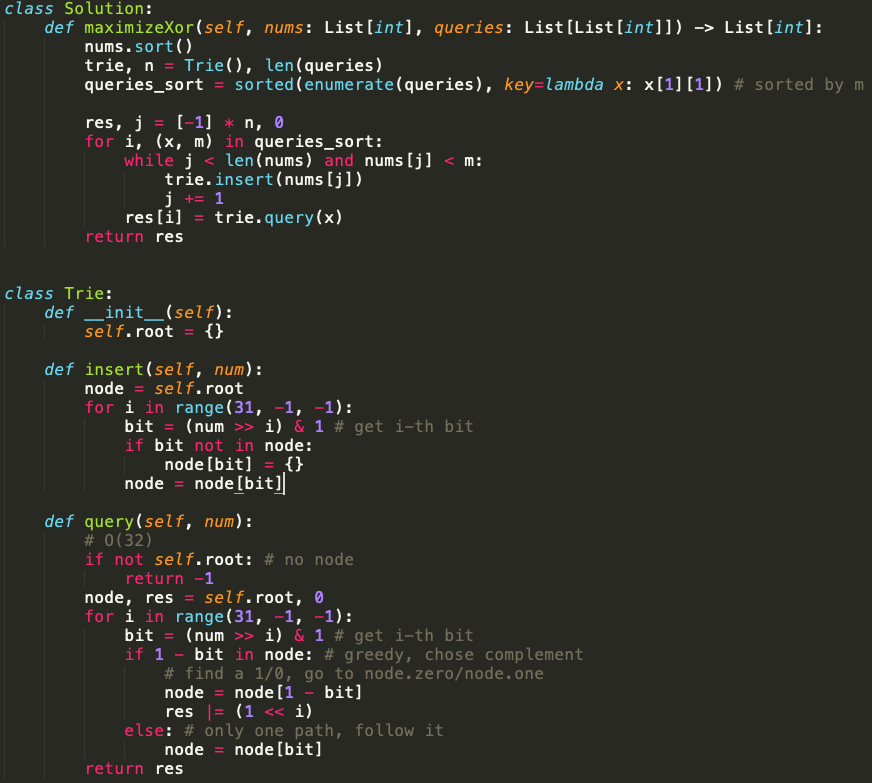 class Solution:
    def maximizeXor(self, nums: List[int], queries: List[List[int]]) -> List[int]:
        nums.sort()
        trie, n = Trie(), len(queries)
        queries_sort = sorted(enumerate(queries), key=lambda x: x[1][1]) # sorted by m

        res, j = [-1] * n, 0
        for i, (x, m) in queries_sort:
            while j < len(nums) and nums[j] < m:
                trie.insert(nums[j])
                j += 1
            res[i] = trie.query(x)
        return res


class Trie:
    def __init__(self):
        self.root = {}

    def insert(self, num):
        node = self.root
        for i in range(31, -1, -1):
            bit = (num >> i) & 1 # get i-th bit
            if bit not in node:
                node[bit] = {}
            node = node[bit]

    def query(self, num):
        # O(32)
        if not self.root: # no node
            return -1
        node, res = self.root, 0
        for i in range(31, -1, -1):
            bit = (num >> i) & 1 # get i-th bit
            if 1 - bit in node: # greedy, chose complement
                # find a 1/0, go to node.zero/node.one
                node = node[1 - bit]
                res |= (1 << i)
            else: # only one path, follow it
                node = node[bit]
        return res